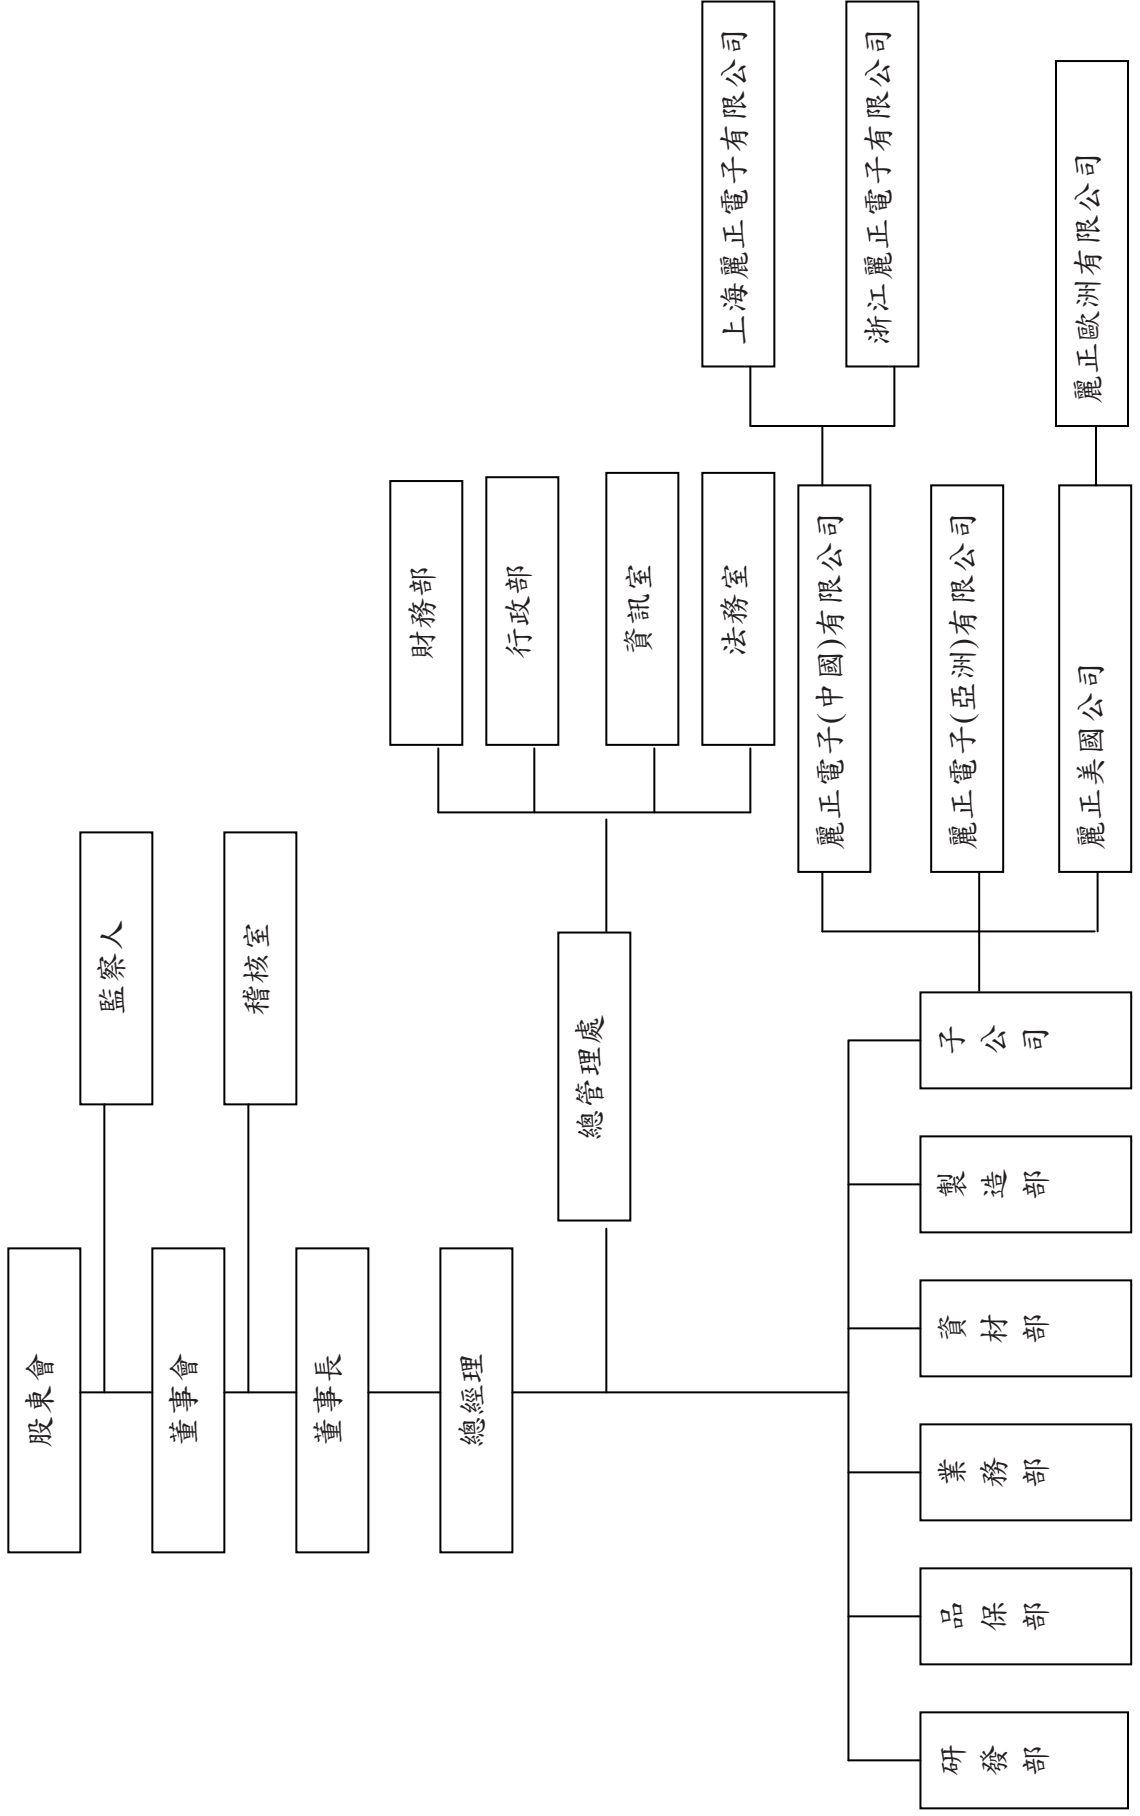 股東會
監察人
董事會
稽核室
董事長
總經理
總管理處
財務部
行政部
資訊室
法務室
研發部
品保部
業務部
資材部
製造部
子公司
麗正電子(中國)有限公司
麗正電子(亞洲)有限公司
麗正美國公司
上海麗正電子有限公司
浙江麗正電子有限公司
麗正歐洲有限公司